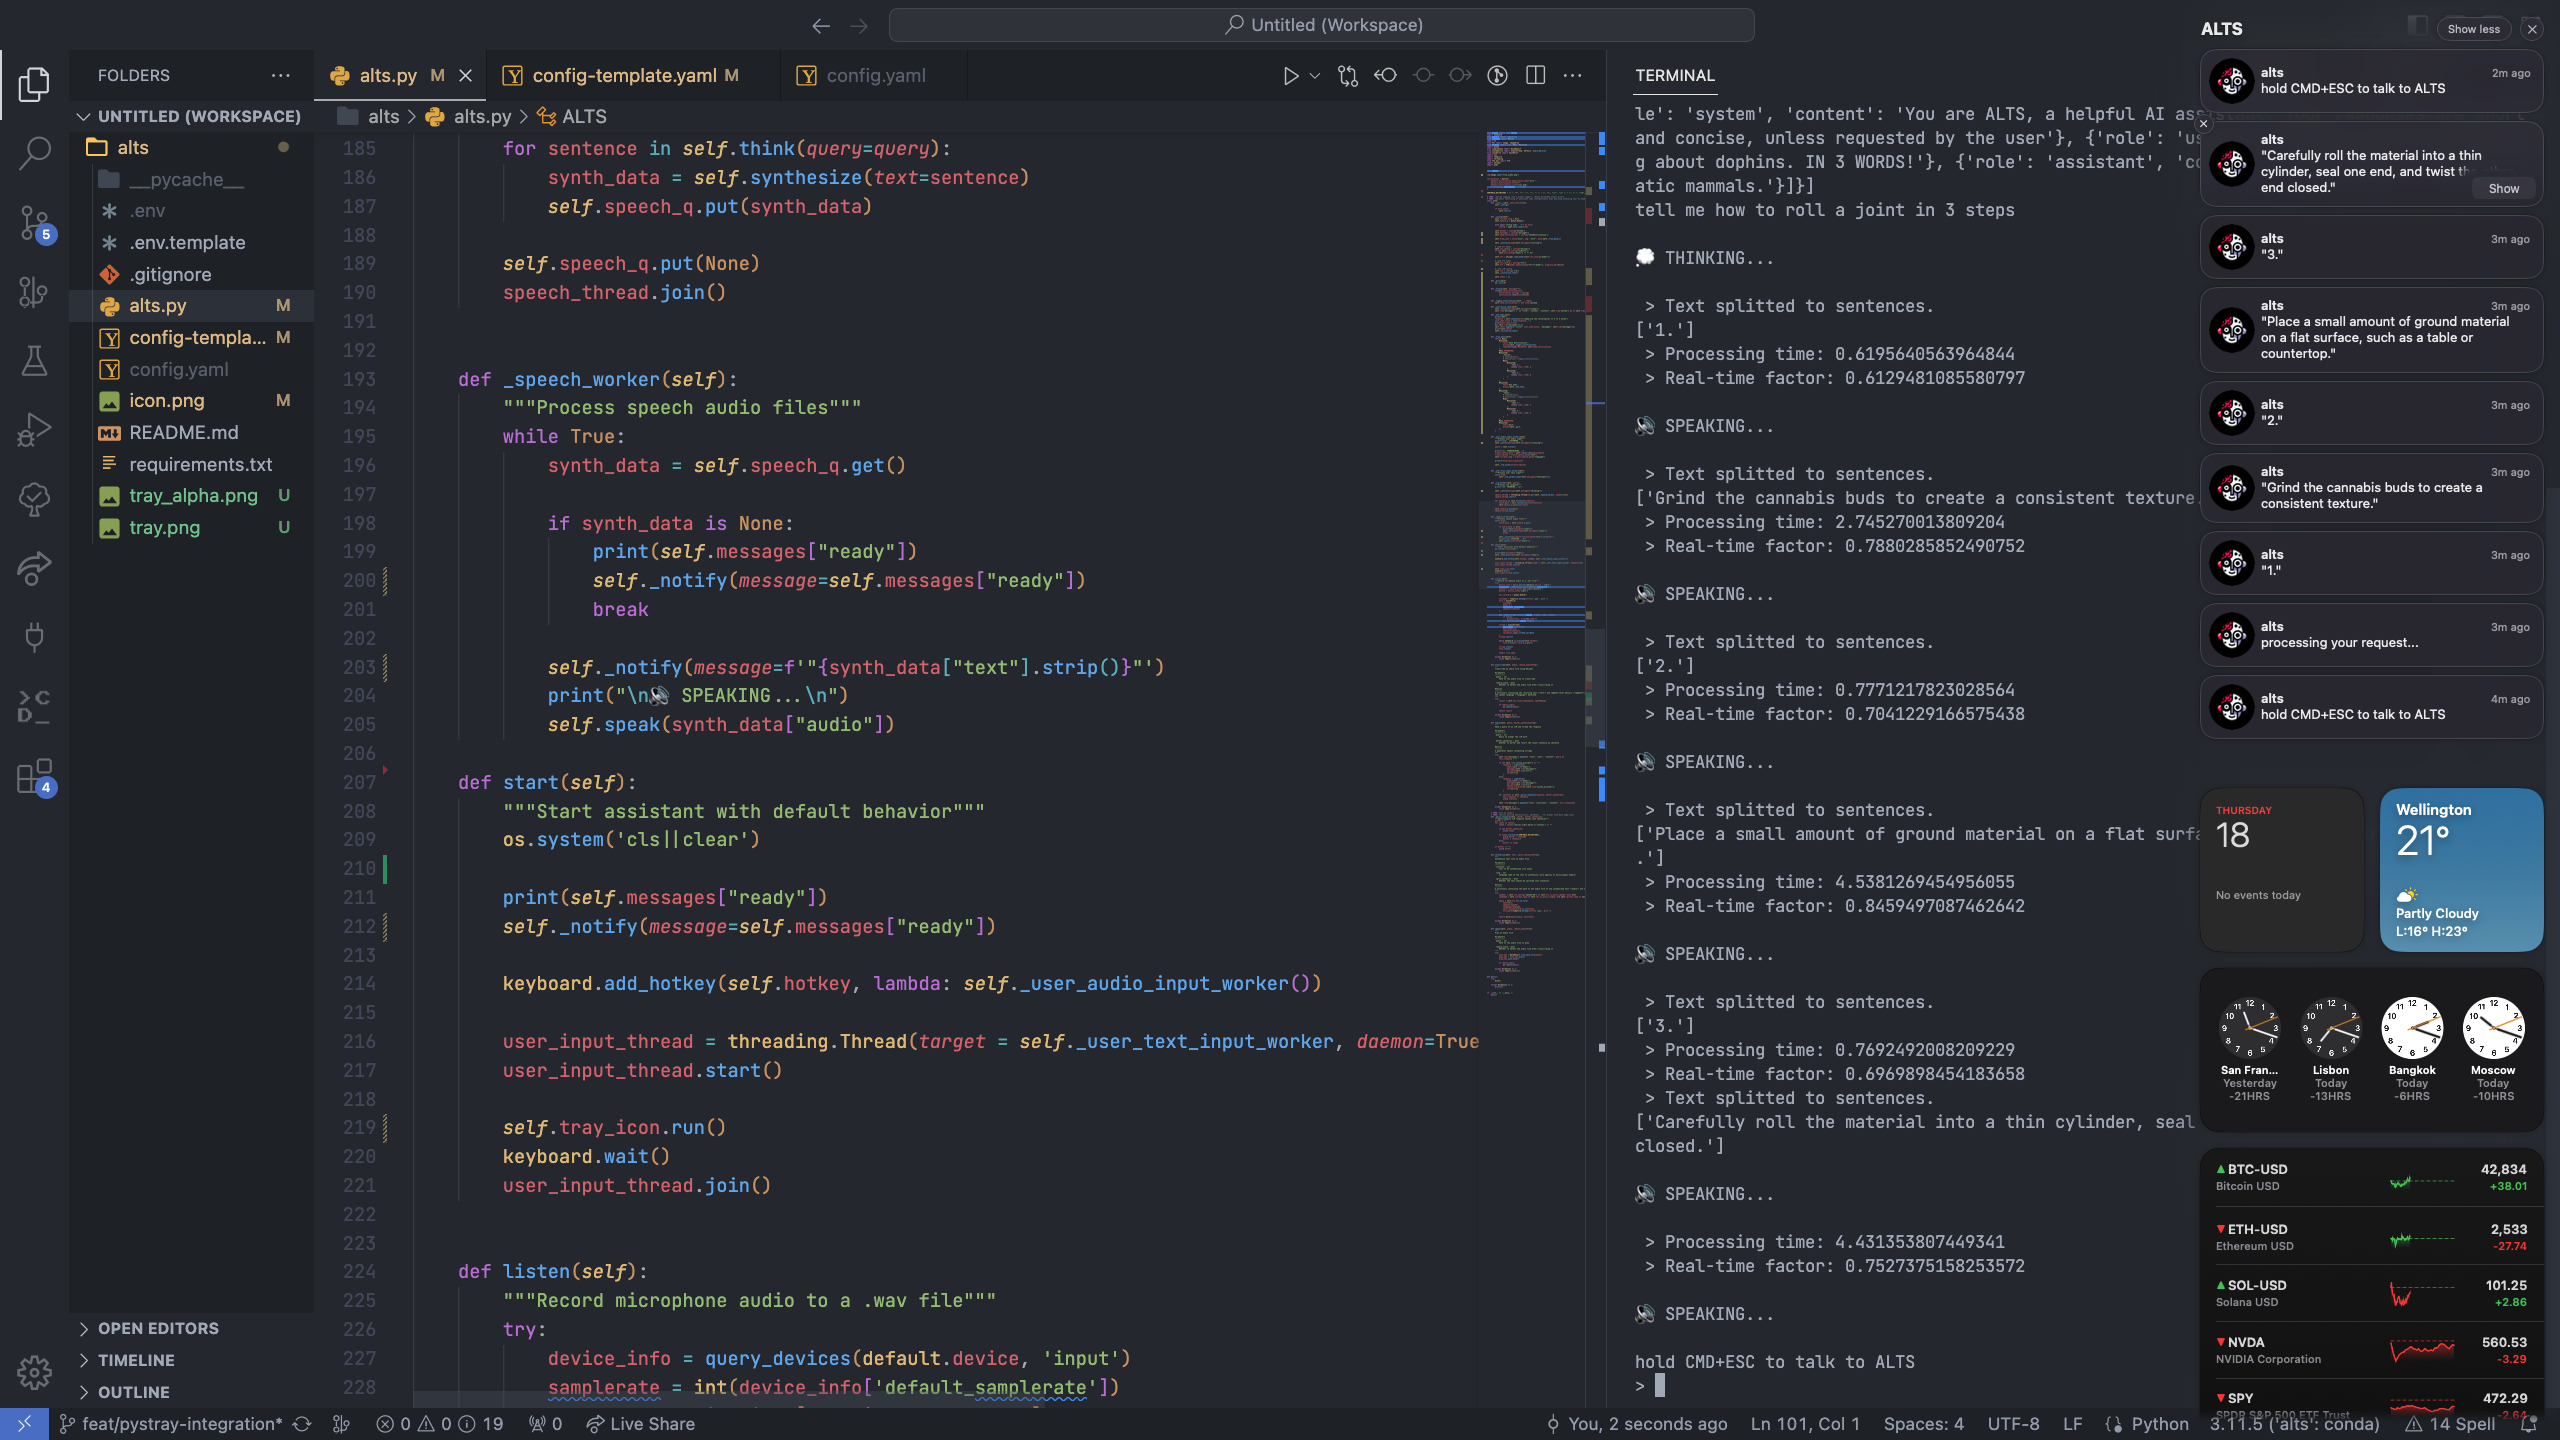 Untitled (Workspace)
FOLDERS
UNTITLED (WORKSPACE)
alts
__pycache__
.env
.env.template
.gitignore
alts.py M
config-templa... M
config.yaml
icon.png M
README.md
requirements.txt
tray_alpha.png U
tray.png U
OPEN EDITORS
TIMELINE
OUTLINE
5
4
alts.py M
config-template.yaml M
config.yaml
alts > alts.py > ALTS
185 for sentence in self.think(query=query):
186 synth_data = self.synthesize(text=sentence)
187 self.speech_q.put(synth_data)
188
189 self.speech_q.put(None)
190 speech_thread.join()
191
192
193 def _speech_worker(self):
194 """Process speech audio files"""
195 while True:
196 synth_data = self.speech_q.get()
197
198 if synth_data is None:
199 print(self.messages["ready"])
200 self._notify(message=self.messages["ready"])
201 break
202
203 self._notify(message=f'"{synth_data["text"].strip()}"')
204 print("\n🔊 SPEAKING...\n")
205 self.speak(synth_data["audio"])
206
207 def start(self):
208 """Start assistant with default behavior"""
209 os.system('cls||clear')
210
211 print(self.messages["ready"])
212 self._notify(message=self.messages["ready"])
213
214 keyboard.add_hotkey(self.hotkey, lambda: self._user_audio_input_worker())
215
216 user_input_thread = threading.Thread(target = self._user_text_input_worker, daemon=True
217 user_input_thread.start()
218
219 self.tray_icon.run()
220 keyboard.wait()
221 user_input_thread.join()
222
223
224 def listen(self):
225 """Record microphone audio to a .wav file"""
226 try:
227 device_info = query_devices(default.device, 'input')
228 samplerate = int(device_info['default_samplerate'])
TERMINAL
le': 'system', 'content': 'You are ALTS, a helpful AI
and concise, unless requested by the user'}, {'role':
g about dophins. IN 3 WORDS!'}, {'role': 'assistant',
atic mammals.'}]}]
tell me how to roll a joint in 3 steps
💭 THINKING...
> Text splitted to sentences.
['1.']
> Processing time: 0.6195640563964844
> Real-time factor: 0.6129481085580797
🔊 SPEAKING...
> Text splitted to sentences.
['Grind the cannabis buds to create a consistent texture.
> Processing time: 2.745270013809204
> Real-time factor: 0.7880285852490752
🔊 SPEAKING...
> Text splitted to sentences.
['2.']
> Processing time: 0.7771217823028564
> Real-time factor: 0.7041229166575438
🔊 SPEAKING...
> Text splitted to sentences.
['Place a small amount of ground material on a flat surfa
.']
> Processing time: 4.5381269454956055
> Real-time factor: 0.8459497087462642
🔊 SPEAKING...
> Text splitted to sentences.
['3.']
> Processing time: 0.7692492008209229
> Real-time factor: 0.6969898454183658
> Text splitted to sentences.
['Carefully roll the material into a thin cylinder, seal
closed.']
🔊 SPEAKING...
> Processing time: 4.431353807449341
> Real-time factor: 0.7527375158253572
🔊 SPEAKING...
hold CMD+ESC to talk to ALTS
>
ALTS
Show less
alts 2m ago
hold CMD+ESC to talk to ALTS
alts
"Carefully roll the material into a thin
cylinder, seal one end, and twist the other
end closed."
Show
alts 3m ago
"3."
alts 3m ago
"Place a small amount of ground material
on a flat surface, such as a table or
countertop."
alts 3m ago
"2."
alts 3m ago
"Grind the cannabis buds to create a
consistent texture."
alts 3m ago
"1."
alts 3m ago
processing your request...
alts 4m ago
hold CMD+ESC to talk to ALTS
THURSDAY
18
No events today
Wellington
21°
Partly Cloudy
L:16° H:23°
San Fran... Lisbon Bangkok Moscow
Yesterday Today Today Today
-21HRS -13HRS -6HRS -10HRS
BTC-USD 42,834
Bitcoin USD +38.01
ETH-USD 2,533
Ethereum USD -27.74
SOL-USD 101.25
Solana USD +2.86
NVDA 560.53
NVIDIA Corporation -3.29
SPY 472.29
SPDR S&P 500 ETF Trust -2.64
feat/pystray-integration* 0 0 19 0 Live Share
You, 2 seconds ago Ln 101, Col 1 Spaces: 4 UTF-8 LF Python 3.11.5 ('alts': conda) 14 Spell